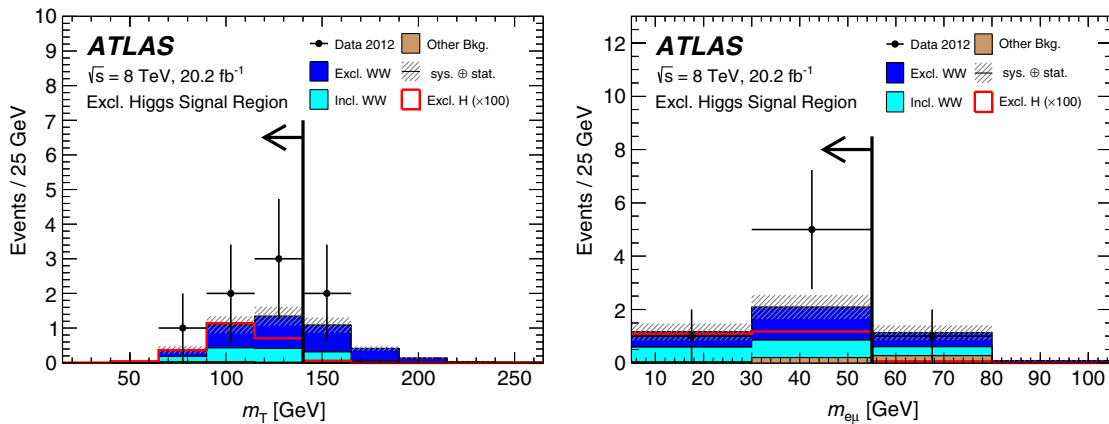 ATLAS
√s = 8 TeV, 20.2 fb⁻¹
Excl. Higgs Signal Region
Data 2012
Other Bkg.
Excl. WW
sys. ⊕ stat.
Incl. WW
Excl. H (×100)
Events / 25 GeV
10
9
8
7
6
5
4
3
2
1
0
50 100 150 200 250
m_T [GeV]
ATLAS
√s = 8 TeV, 20.2 fb⁻¹
Excl. Higgs Signal Region
Data 2012
Other Bkg.
Excl. WW
sys. ⊕ stat.
Incl. WW
Excl. H (×100)
Events / 25 GeV
12
10
8
6
4
2
0
10 20 30 40 50 60 70 80 90 100
m_eμ [GeV]